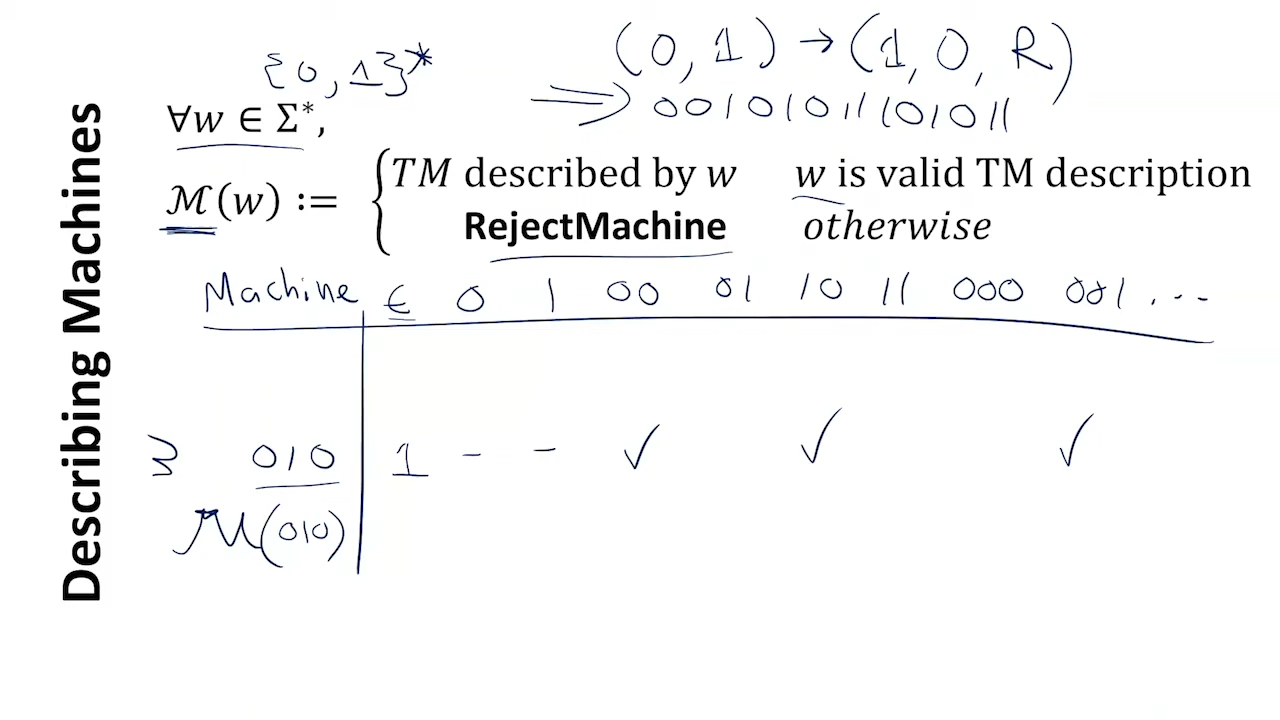 Describing Machines
{0,1}*
(0,1) → (1,0,R)
∀w ∈ Σ*,
⇒ 001010111101011
ℳ(w) := { TM described by w w is valid TM description
RejectMachine otherwise
Machine ϵ 0 1 00 01 10 11 000 001 ...
010 1 - - ✓ ✓ ✓
ℳ(010)